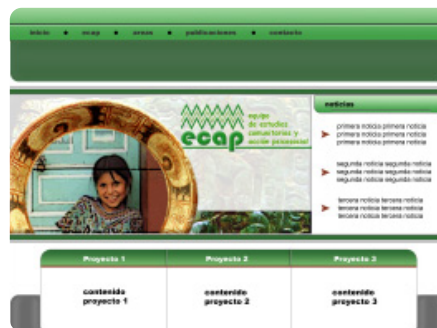 inicio • ecap • areas • publicaciones • contacto
equipo
de estudios
comunitarios y
acción psicosocial
ecap
noticias
primera noticia primera noticia
primera noticia primera noticia
primera noticia primera noticia
segunda noticia segunda noticia
segunda noticia segunda noticia
segunda noticia segunda noticia
tercera noticia tercera noticia
tercera noticia tercera noticia
tercera noticia tercera noticia
Proyecto 1
Proyecto 2
Proyecto 3
contenido
proyecto 1
contenido
proyecto 2
contenido
proyecto 3